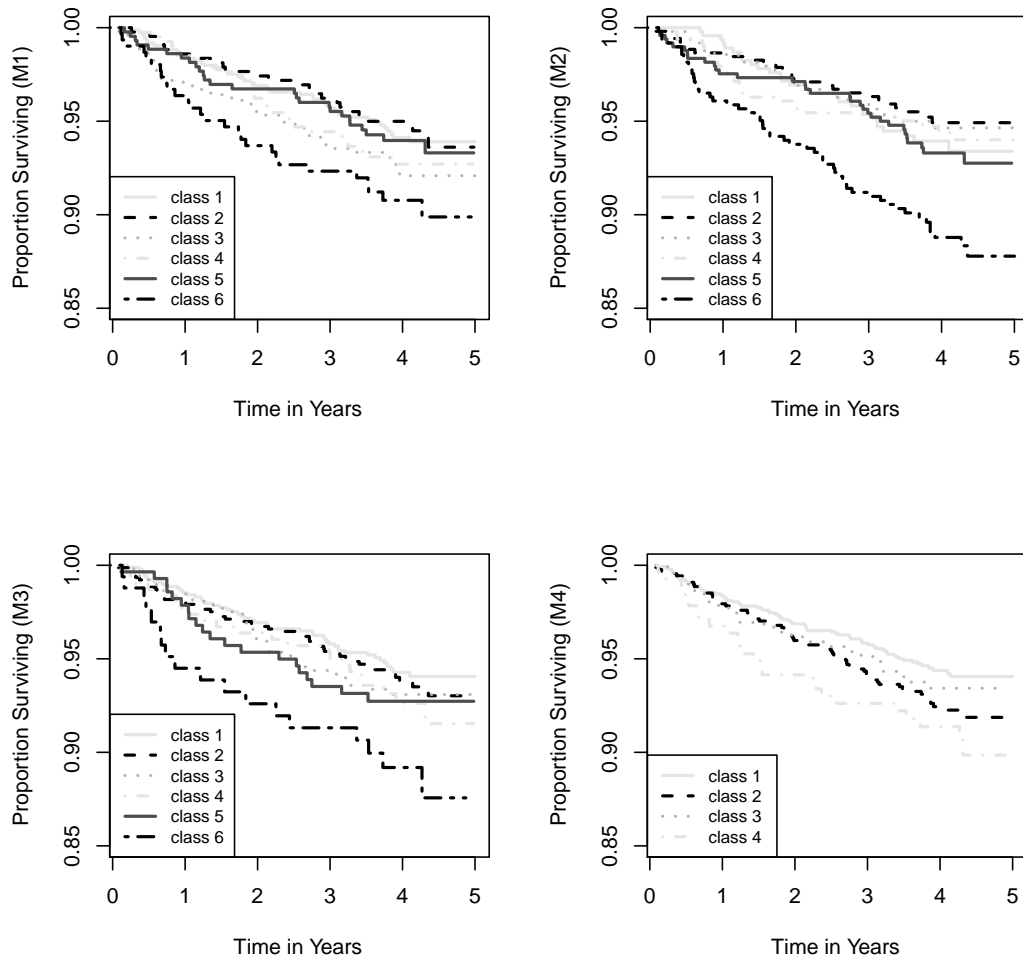 Proportion Surviving (M1)
1.00
0.95
0.90
0.85
class 1
class 2
class 3
class 4
class 5
class 6
0 1 2 3 4 5
Time in Years
Proportion Surviving (M2)
1.00
0.95
0.90
0.85
class 1
class 2
class 3
class 4
class 5
class 6
0 1 2 3 4 5
Time in Years
Proportion Surviving (M3)
1.00
0.95
0.90
0.85
class 1
class 2
class 3
class 4
class 5
class 6
0 1 2 3 4 5
Time in Years
Proportion Surviving (M4)
1.00
0.95
0.90
0.85
class 1
class 2
class 3
class 4
0 1 2 3 4 5
Time in Years